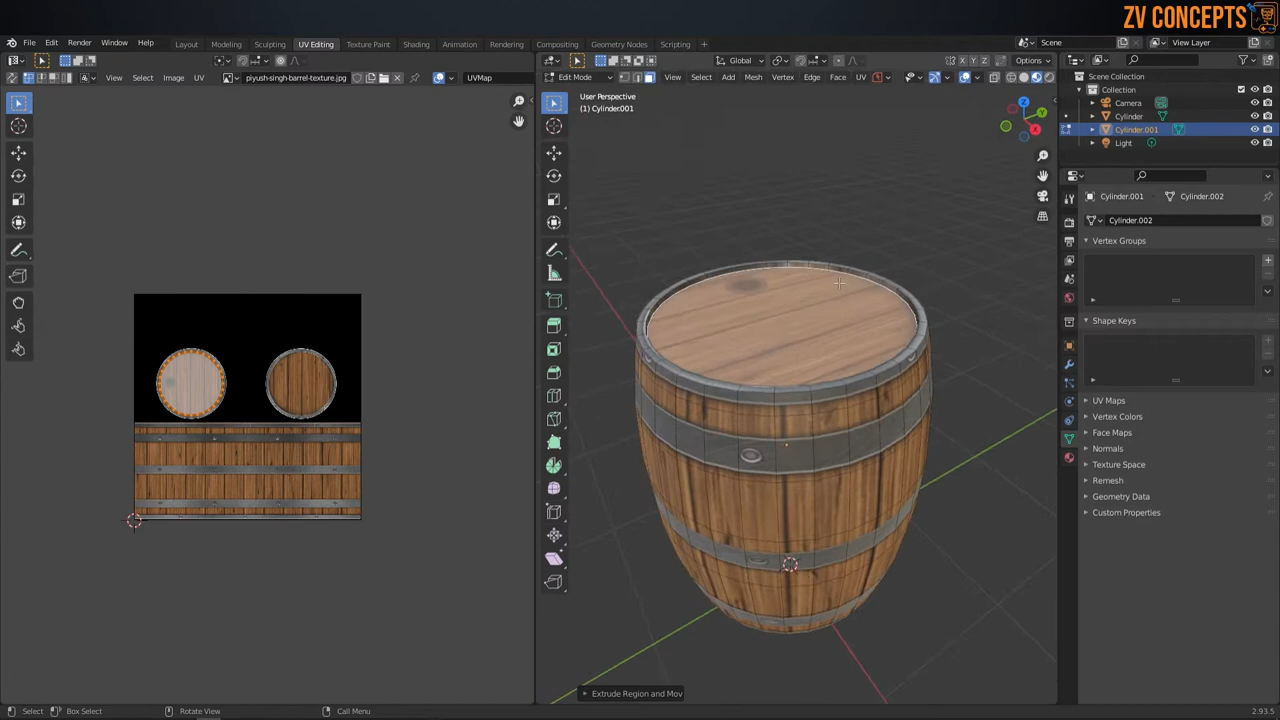 ZV CONCEPTS
File Edit Render Window Help
Layout Modeling Sculpting UV Editing Texture Paint Shading Animation Rendering Compositing Geometry Nodes Scripting +
Scene
View Layer
View Select Image UV
piyush-singh-barrel-texture.jpg
UVMap
Edit Mode
View Select Add Mesh Vertex Edge Face UV
Global
X Y Z
Options
User Perspective
(1) Cylinder.001
Z
Y
X
Scene Collection
Collection
Camera
Cylinder
Cylinder.001
Light
Cylinder.001
Cylinder.002
Cylinder.002
Vertex Groups
Shape Keys
UV Maps
Vertex Colors
Face Maps
Normals
Texture Space
Remesh
Geometry Data
Custom Properties
Extrude Region and Mov
Select
Box Select
Rotate View
Call Menu
2.93.5